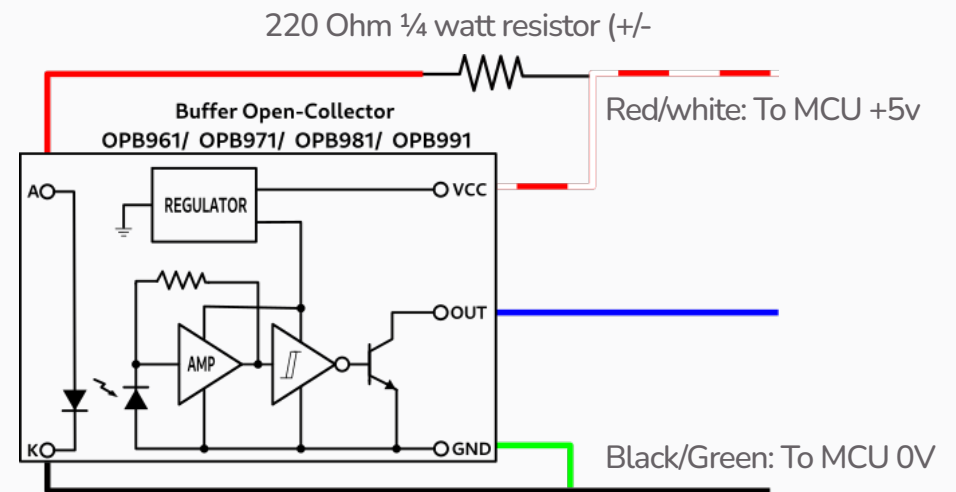 220 Ohm ¼ watt resistor (+/-
Red/white: To MCU +5v
Buffer Open-Collector
OPB961/ OPB971/ OPB981/ OPB991
A
REGULATOR
VCC
OUT
AMP
K
GND
Black/Green: To MCU 0V